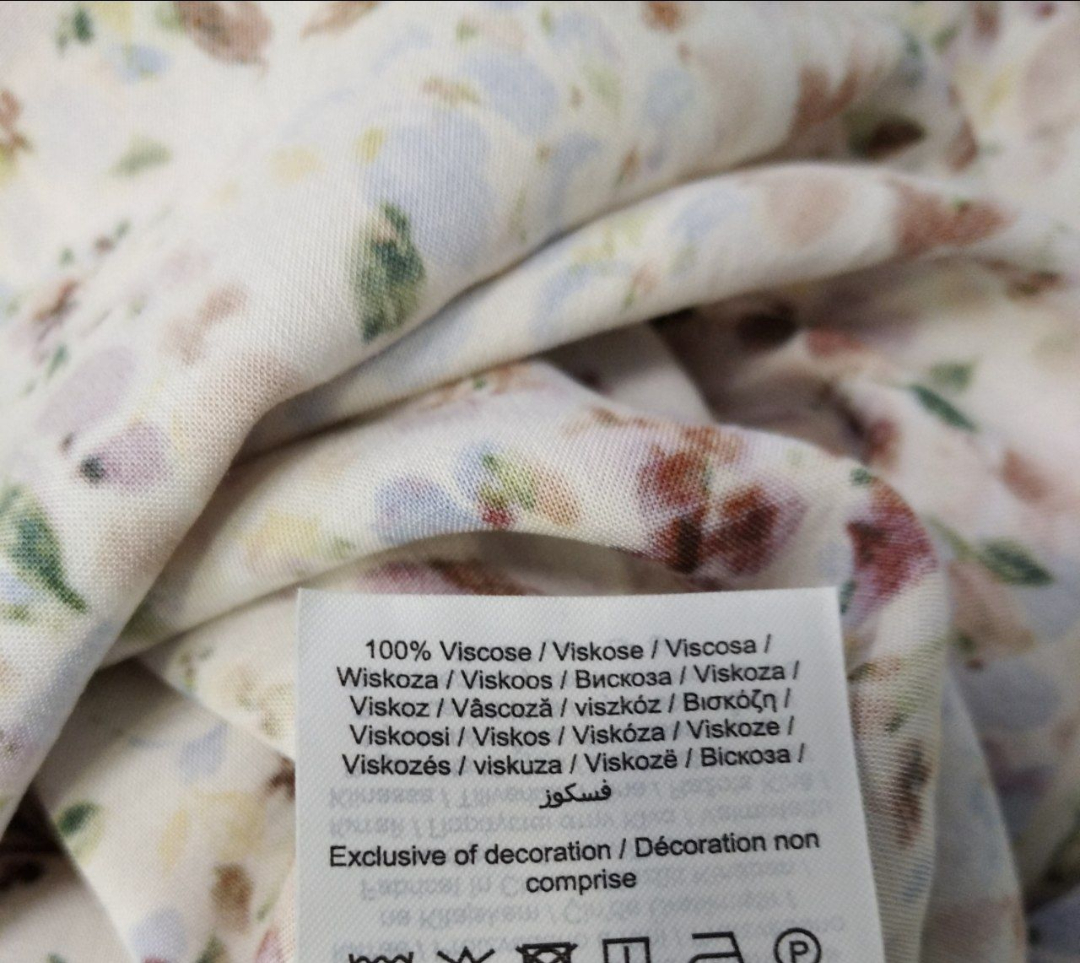 100% Viscose / Viskose / Viscosa /
Wiskoza / Viskoos / Вискоза / Viskoza /
Viskoz / Vâscoză / viszkóz / Βισκόζη /
Viskoosi / Viskos / Viskóza / Viskoze /
Viskozés / viskuza / Viskozë / Віскоза /
فسكوز
Exclusive of decoration / Décoration non
comprise
P